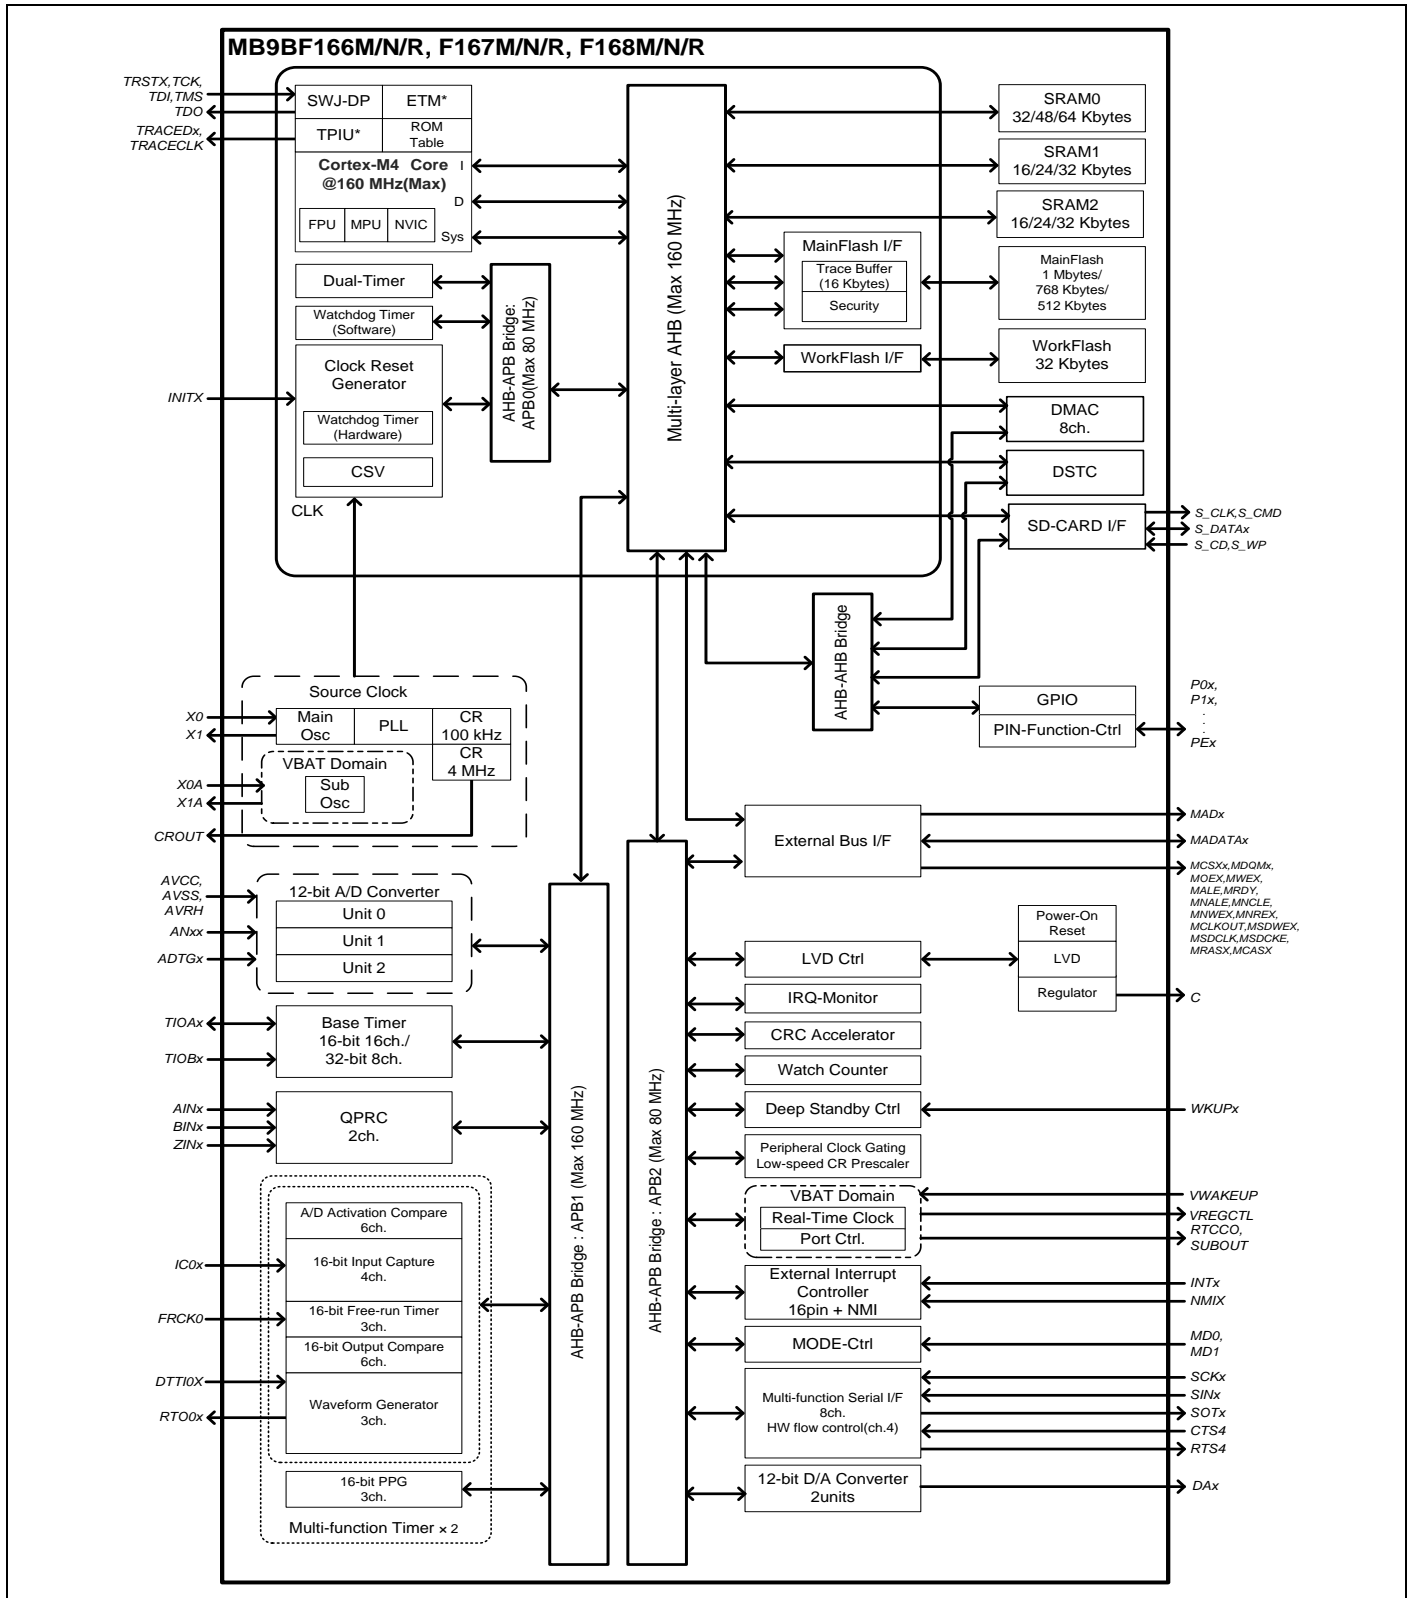 MB9BF166M/N/R, F167M/N/R, F168M/N/R
TRSTX,TCK,
TDI,TMS
TDO
TRACEDx,
TRACECLK
SWJ-DP
ETM*
TPIU*
ROM
Table
Cortex-M4 Core
@160 MHz(Max)
I
D
Sys
FPU
MPU
NVIC
Dual-Timer
Watchdog Timer
(Software)
Clock Reset
Generator
Watchdog Timer
(Hardware)
CSV
CLK
INITX
AHB-APB Bridge:
APB0(Max 80 MHz)
Multi-layer AHB (Max 160 MHz)
MainFlash I/F
Trace Buffer
(16 Kbytes)
Security
WorkFlash I/F
SRAM0
32/48/64 Kbytes
SRAM1
16/24/32 Kbytes
SRAM2
16/24/32 Kbytes
MainFlash
1 Mbytes/
768 Kbytes/
512 Kbytes
WorkFlash
32 Kbytes
DMAC
8ch.
DSTC
SD-CARD I/F
S_CLK,S_CMD
S_DATAx
S_CD,S_WP
AHB-AHB Bridge
GPIO
PIN-Function-Ctrl
P0x,
P1x,
.
.
.
PEx
Source Clock
X0
X1
Main
Osc
PLL
CR
100 kHz
CR
4 MHz
VBAT Domain
Sub
Osc
X0A
X1A
CROUT
External Bus I/F
MADx
MADATAx
MCSXx,MDQMx,
MOEX,MWEX,
MALE,MRDY,
MNALE,MNCLE,
MNWEX,MNREX,
MCLKOUT,MSDWEX,
MSDCLK,MSDCKE,
MRASX,MCASX
AVCC,
AVSS,
AVRH
ANxx
ADTGx
12-bit A/D Converter
Unit 0
Unit 1
Unit 2
Power-On
Reset
LVD
Regulator
C
LVD Ctrl
IRQ-Monitor
CRC Accelerator
Watch Counter
Deep Standby Ctrl
WKUPx
Peripheral Clock Gating
Low-speed CR Prescaler
TIOAx
TIOBx
Base Timer
16-bit 16ch./
32-bit 8ch.
AINx
BINx
ZINx
QPRC
2ch.
AHB-APB Bridge : APB1 (Max 160 MHz)
AHB-APB Bridge : APB2 (Max 80 MHz)
VBAT Domain
Real-Time Clock
Port Ctrl.
VWAKEUP
VREGCTL
RTCCO,
SUBOUT
A/D Activation Compare
6ch.
IC0x
16-bit Input Capture
4ch.
FRCK0
16-bit Free-run Timer
3ch.
16-bit Output Compare
6ch.
DTTI0X
RTO0x
Waveform Generator
3ch.
16-bit PPG
3ch.
Multi-function Timer × 2
External Interrupt
Controller
16pin + NMI
INTx
NMIX
MODE-Ctrl
MD0,
MD1
Multi-function Serial I/F
8ch.
HW flow control(ch.4)
SCKx
SINx
SOTx
CTS4
RTS4
12-bit D/A Converter
2units
DAx